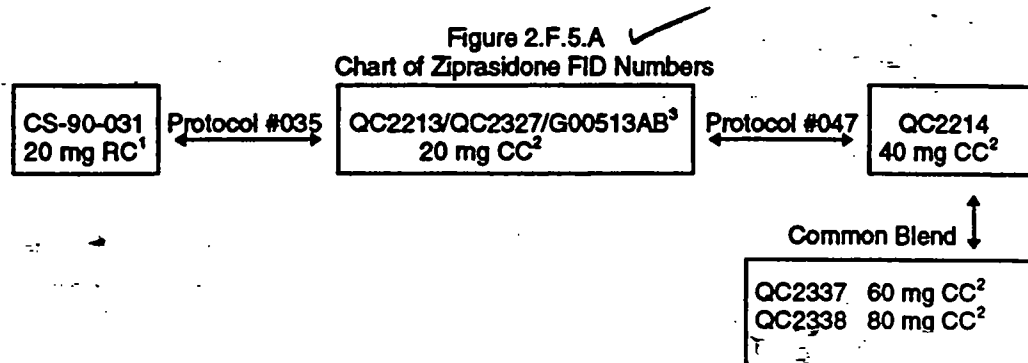 Figure 2.F.5.A
Chart of Ziprasidone FID Numbers
CS-90-031
20 mg RC¹
Protocol #035
QC2213/QC2327/G00513AB³
20 mg CC²
Protocol #047
QC2214
40 mg CC²
Common Blend
QC2337 60 mg CC²
QC2338 80 mg CC²